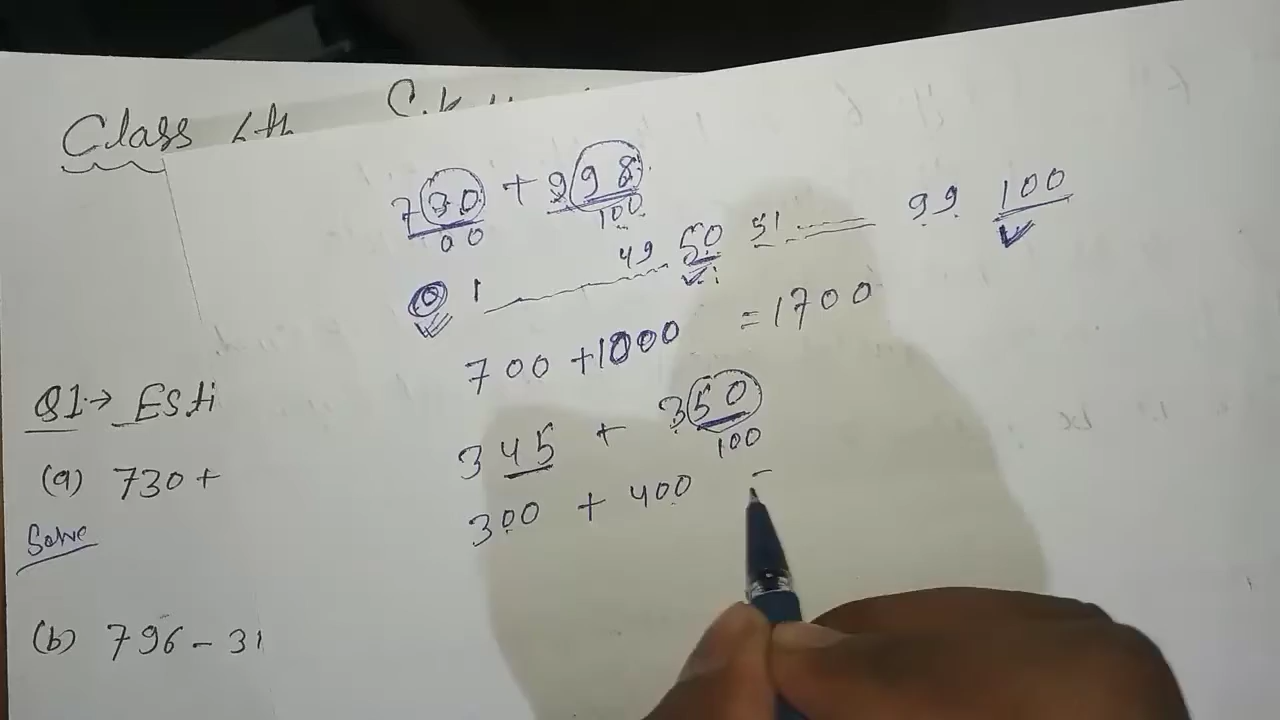 Class 6th
730 + 998
00 100
0 1 49 50 51 99 100
700 + 1000 = 1700
345 + 350
100
300 + 400 -
Q1 → Esti
(a) 730 +
Solve
(b) 796 - 31